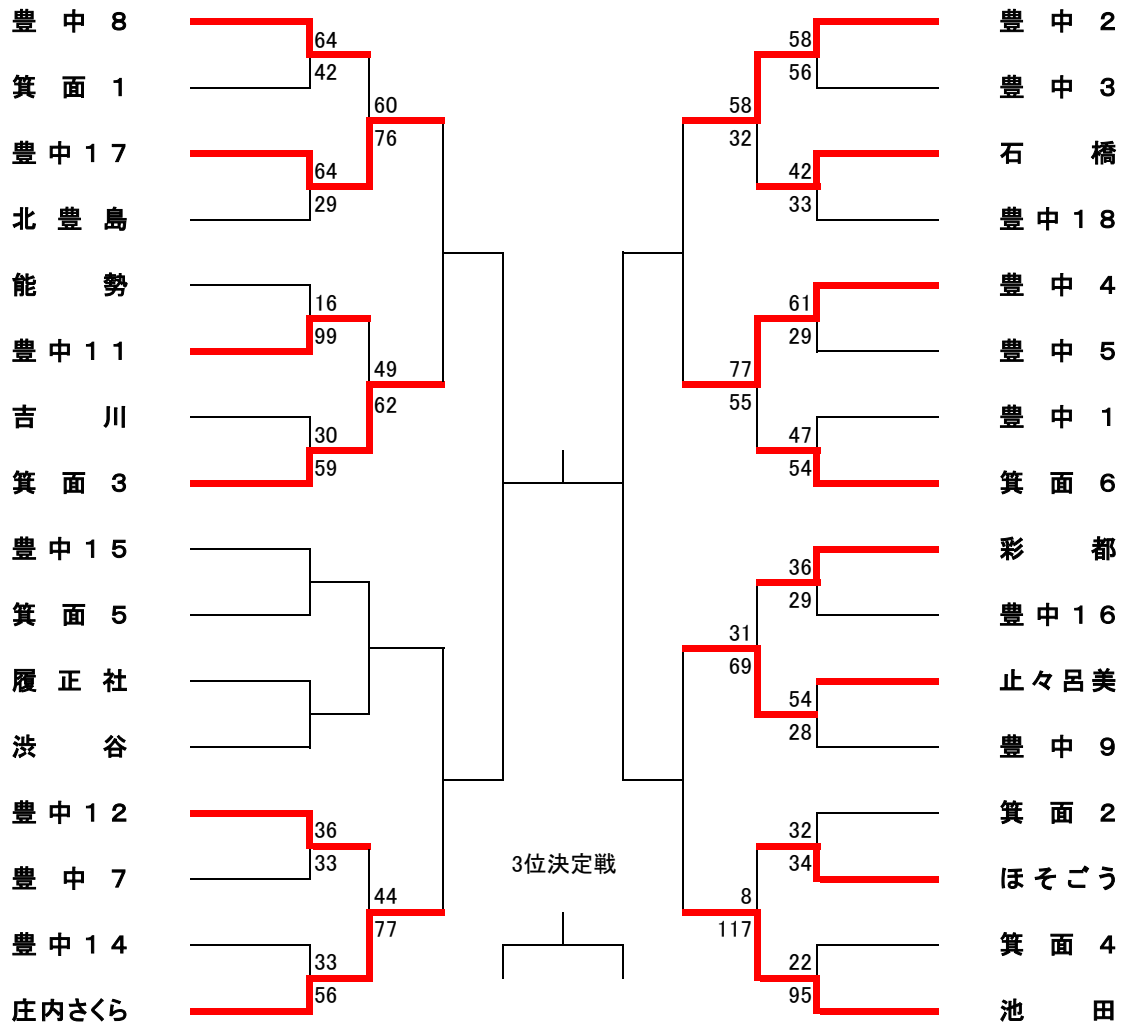 豊中8
64
42
箕面1
60
76
豊中17
64
29
北豊島
能勢
16
99
豊中11
49
62
吉川
30
59
箕面3
豊中15
箕面5
履正社
渋谷
豊中12
36
33
豊中7
44
77
豊中14
33
56
庄内さくら
3位決定戦
豊中2
58
56
豊中3
58
32
石橋
42
33
豊中18
豊中4
61
29
豊中5
77
55
豊中1
47
54
箕面6
彩都
36
29
豊中16
31
69
止々呂美
54
28
豊中9
箕面2
32
34
ほそごう
8
117
箕面4
22
95
池田